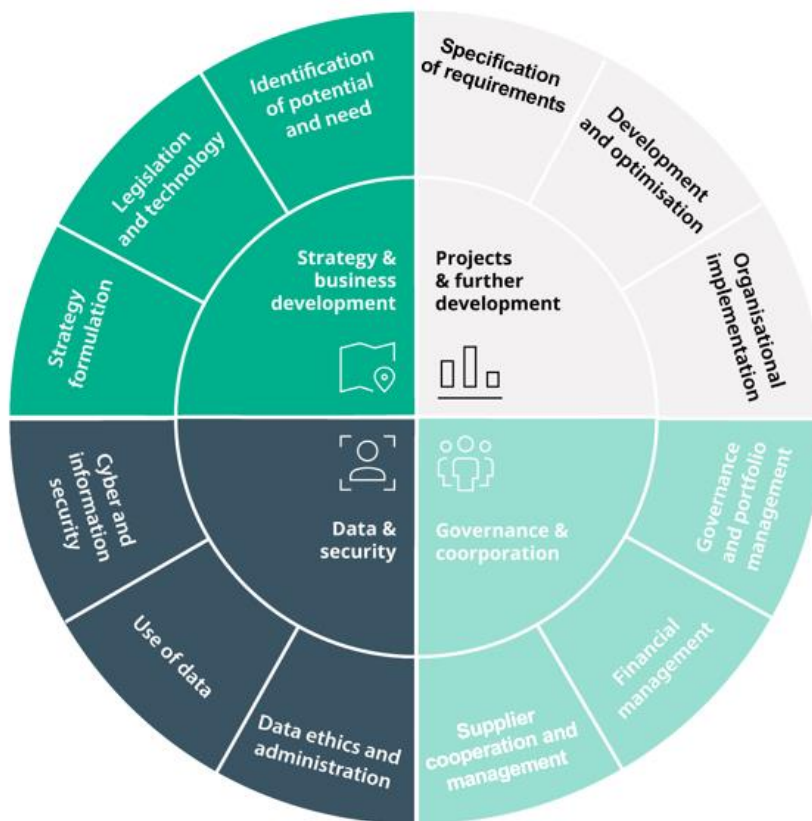 Identification
of potential
and need
Legislation
and technology
Strategy
formulation
Strategy &
business
development
Specification
of requirements
Development
and optimisation
Organisational
implementation
Projects
& further
development
Cyber and
information
security
Use of data
Data ethics and
administration
Data &
security
Governance
and portfolio
management
Financial
management
Supplier
cooperation and
management
Governance &
coorporation